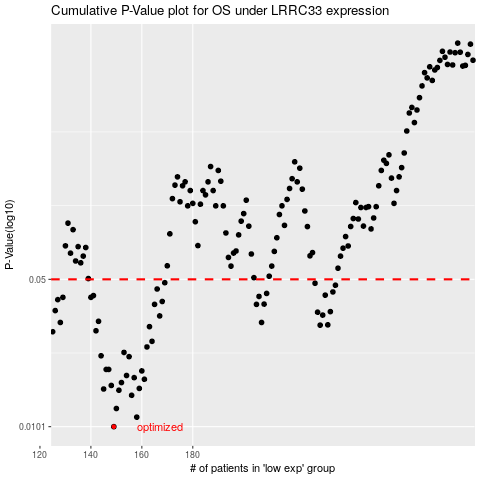 Cumulative P-Value plot for OS under LRRC33 expression
P-Value(log10)
0.05
0.0101
optimized
120 140 160 180
# of patients in 'low exp' group